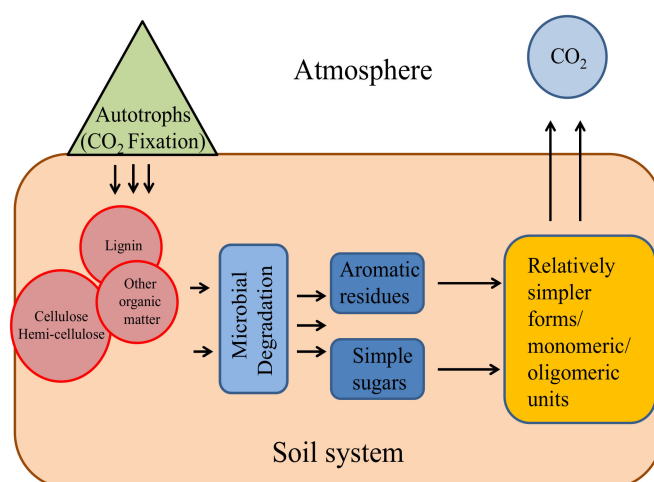 Atmosphere
CO₂
Autotrophs
(CO₂ Fixation)
Lignin
Other
organic
matter
Cellulose
Hemi-cellulose
Microbial
Degradation
Aromatic
residues
Simple
sugars
Relatively
simpler
forms/
monomeric/
oligomeric
units
Soil system